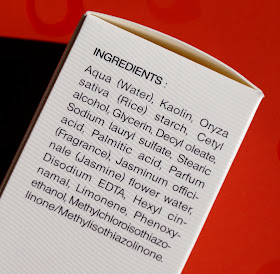 INGREDIENTS :
Aqua (Water), Kaolin, Oryza
sativa (Rice) starch, Cetyl
alcohol, Glycerin, Decyl oleate,
Sodium lauryl sulfate, Stearic
acid, Palmitic acid, Parfum
(Fragrance), Jasminum offici-
nale (Jasmine) flower water,
Disodium EDTA, Hexyl cin-
namal, Limonene, Phenoxy-
ethanol, Methylchloroisothiazo-
linone/Methylisothiazolinone.